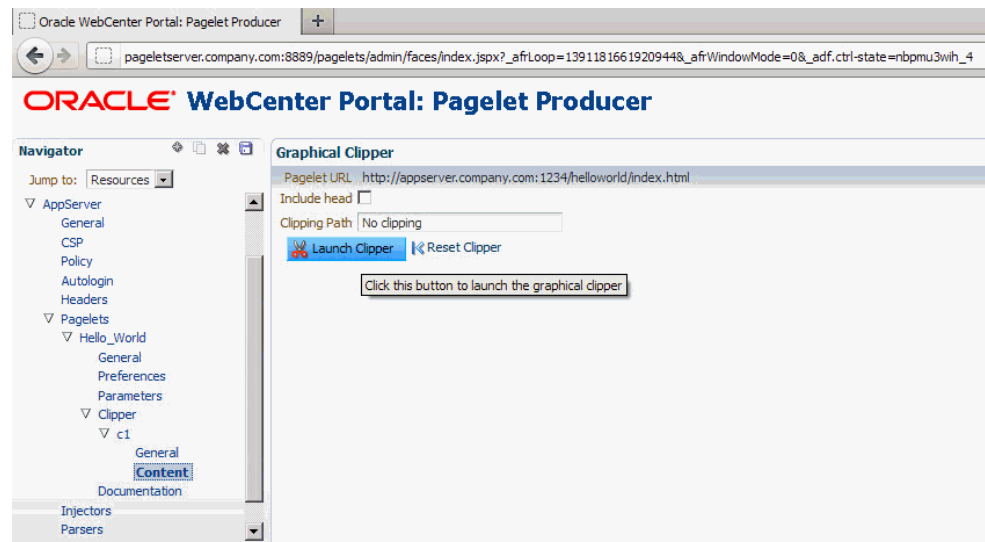 Oracle WebCenter Portal: Pagelet Producer
pageletserver.company.com:8889/pagelets/admin/faces/index.jspx?_afrLoop=1391181661920944&_afrWindowMode=0&_adf.ctrl-state=nbpmu3wih_4
ORACLE WebCenter Portal: Pagelet Producer
Navigator
Jump to: Resources
AppServer
General
CSP
Policy
Autologin
Headers
Pagelets
Hello_World
General
Preferences
Parameters
Clipper
c1
General
Content
Documentation
Injectors
Parsers
Graphical Clipper
Pagelet URL http://appserver.company.com:1234/helloworld/index.html
Include head
Clipping Path No clipping
Launch Clipper Reset Clipper
Click this button to launch the graphical clipper